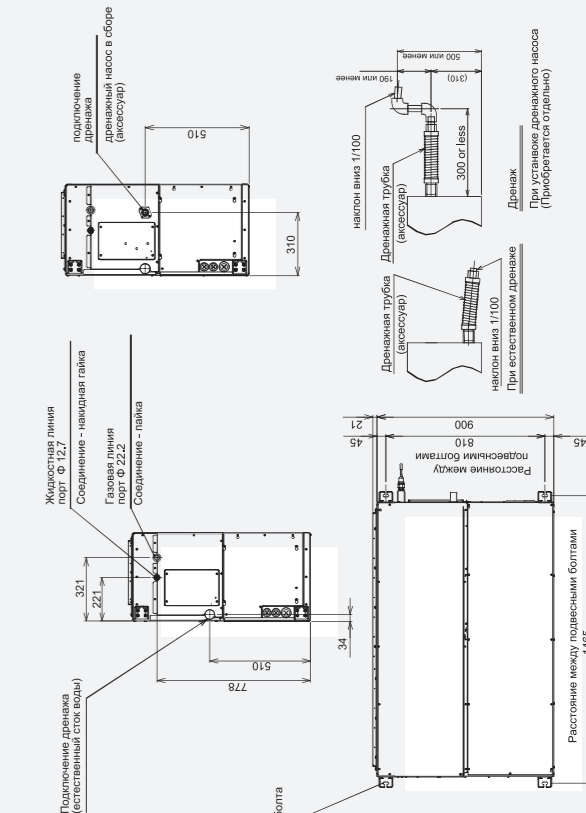 подключение
дренажа
дренажный насос в сборе
(аксессуар)
510
310
190 или менее
500 или менее
(310)
наклон вниз 1/100
Дренажная трубка
(аксессуар)
300 or less
Дренаж
При устанвоке дренажного насоса
(Приобретается отдельно)
Дренажная трубка
(аксессуар)
наклон вниз 1/100
При естественном дренаже
Жидкостная линия
порт Ф 12.7
Соединение - накидная гайка
Газовая линия
порт Ф 22.2
Соединение - пайка
321
221
510
778
34
Подключение дренажа
(естественный сток воды)
болта
21
45
900
810
Расстояние между
подвесными болтами
45
Расстояние между подвесными болтами